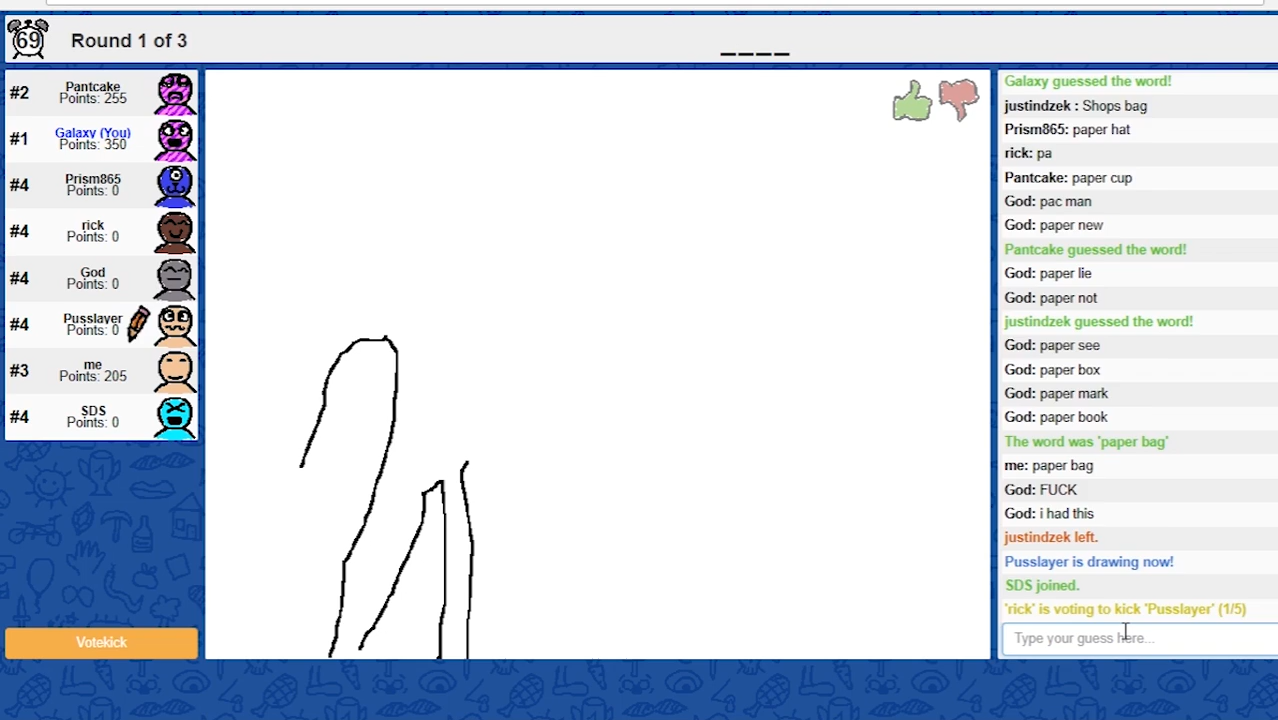 69
Round 1 of 3
____
#2
Pantcake
Points: 255
#1
Galaxy (You)
Points: 350
#4
Prism865
Points: 0
#4
rick
Points: 0
#4
God
Points: 0
#4
Pusslayer
Points: 0
#3
me
Points: 205
#4
SDS
Points: 0
Votekick
Galaxy guessed the word!
justindzek : Shops bag
Prism865: paper hat
rick: pa
Pantcake: paper cup
God: pac man
God: paper new
Pantcake guessed the word!
God: paper lie
God: paper not
justindzek guessed the word!
God: paper see
God: paper box
God: paper mark
God: paper book
The word was 'paper bag'
me: paper bag
God: FUCK
God: i had this
justindzek left.
Pusslayer is drawing now!
SDS joined.
'rick' is voting to kick 'Pusslayer' (1/5)
Type your guess here...